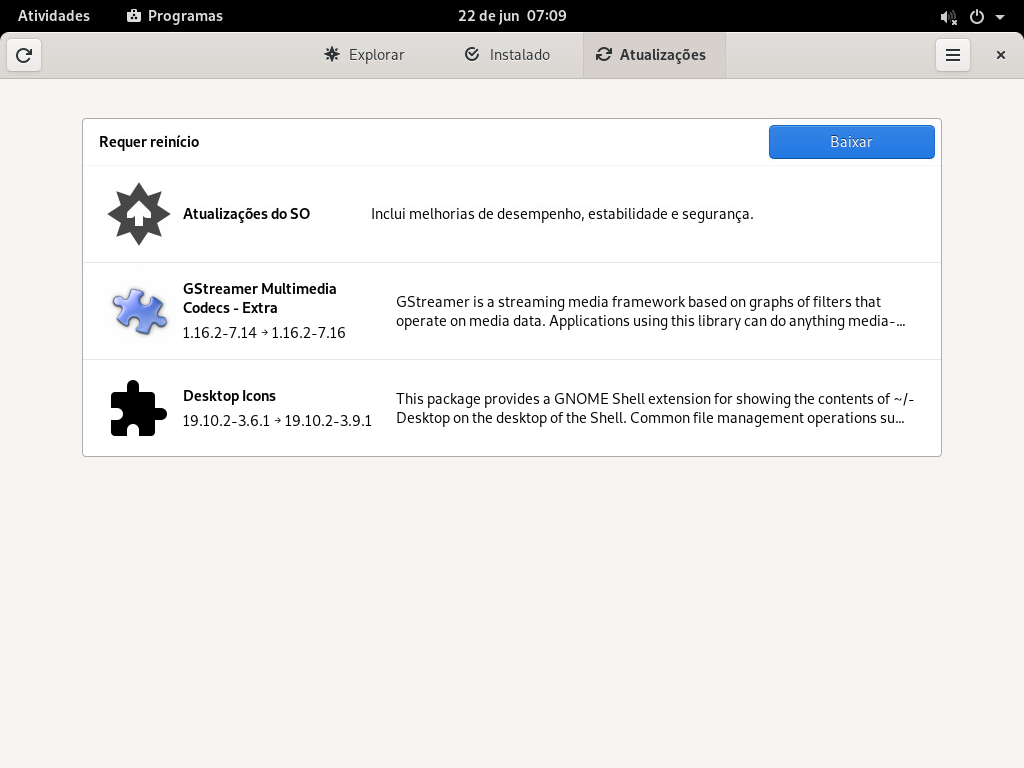 Atividades Programas 22 de jun 07:09
Explorar Instalado Atualizações
Requer reinício Baixar
Atualizações do SO Inclui melhorias de desempenho, estabilidade e segurança.
GStreamer Multimedia
Codecs - Extra
1.16.2-7.14 → 1.16.2-7.16
GStreamer is a streaming media framework based on graphs of filters that
operate on media data. Applications using this library can do anything media-…
Desktop Icons
19.10.2-3.6.1 → 19.10.2-3.9.1
This package provides a GNOME Shell extension for showing the contents of ~/-
Desktop on the desktop of the Shell. Common file management operations su…